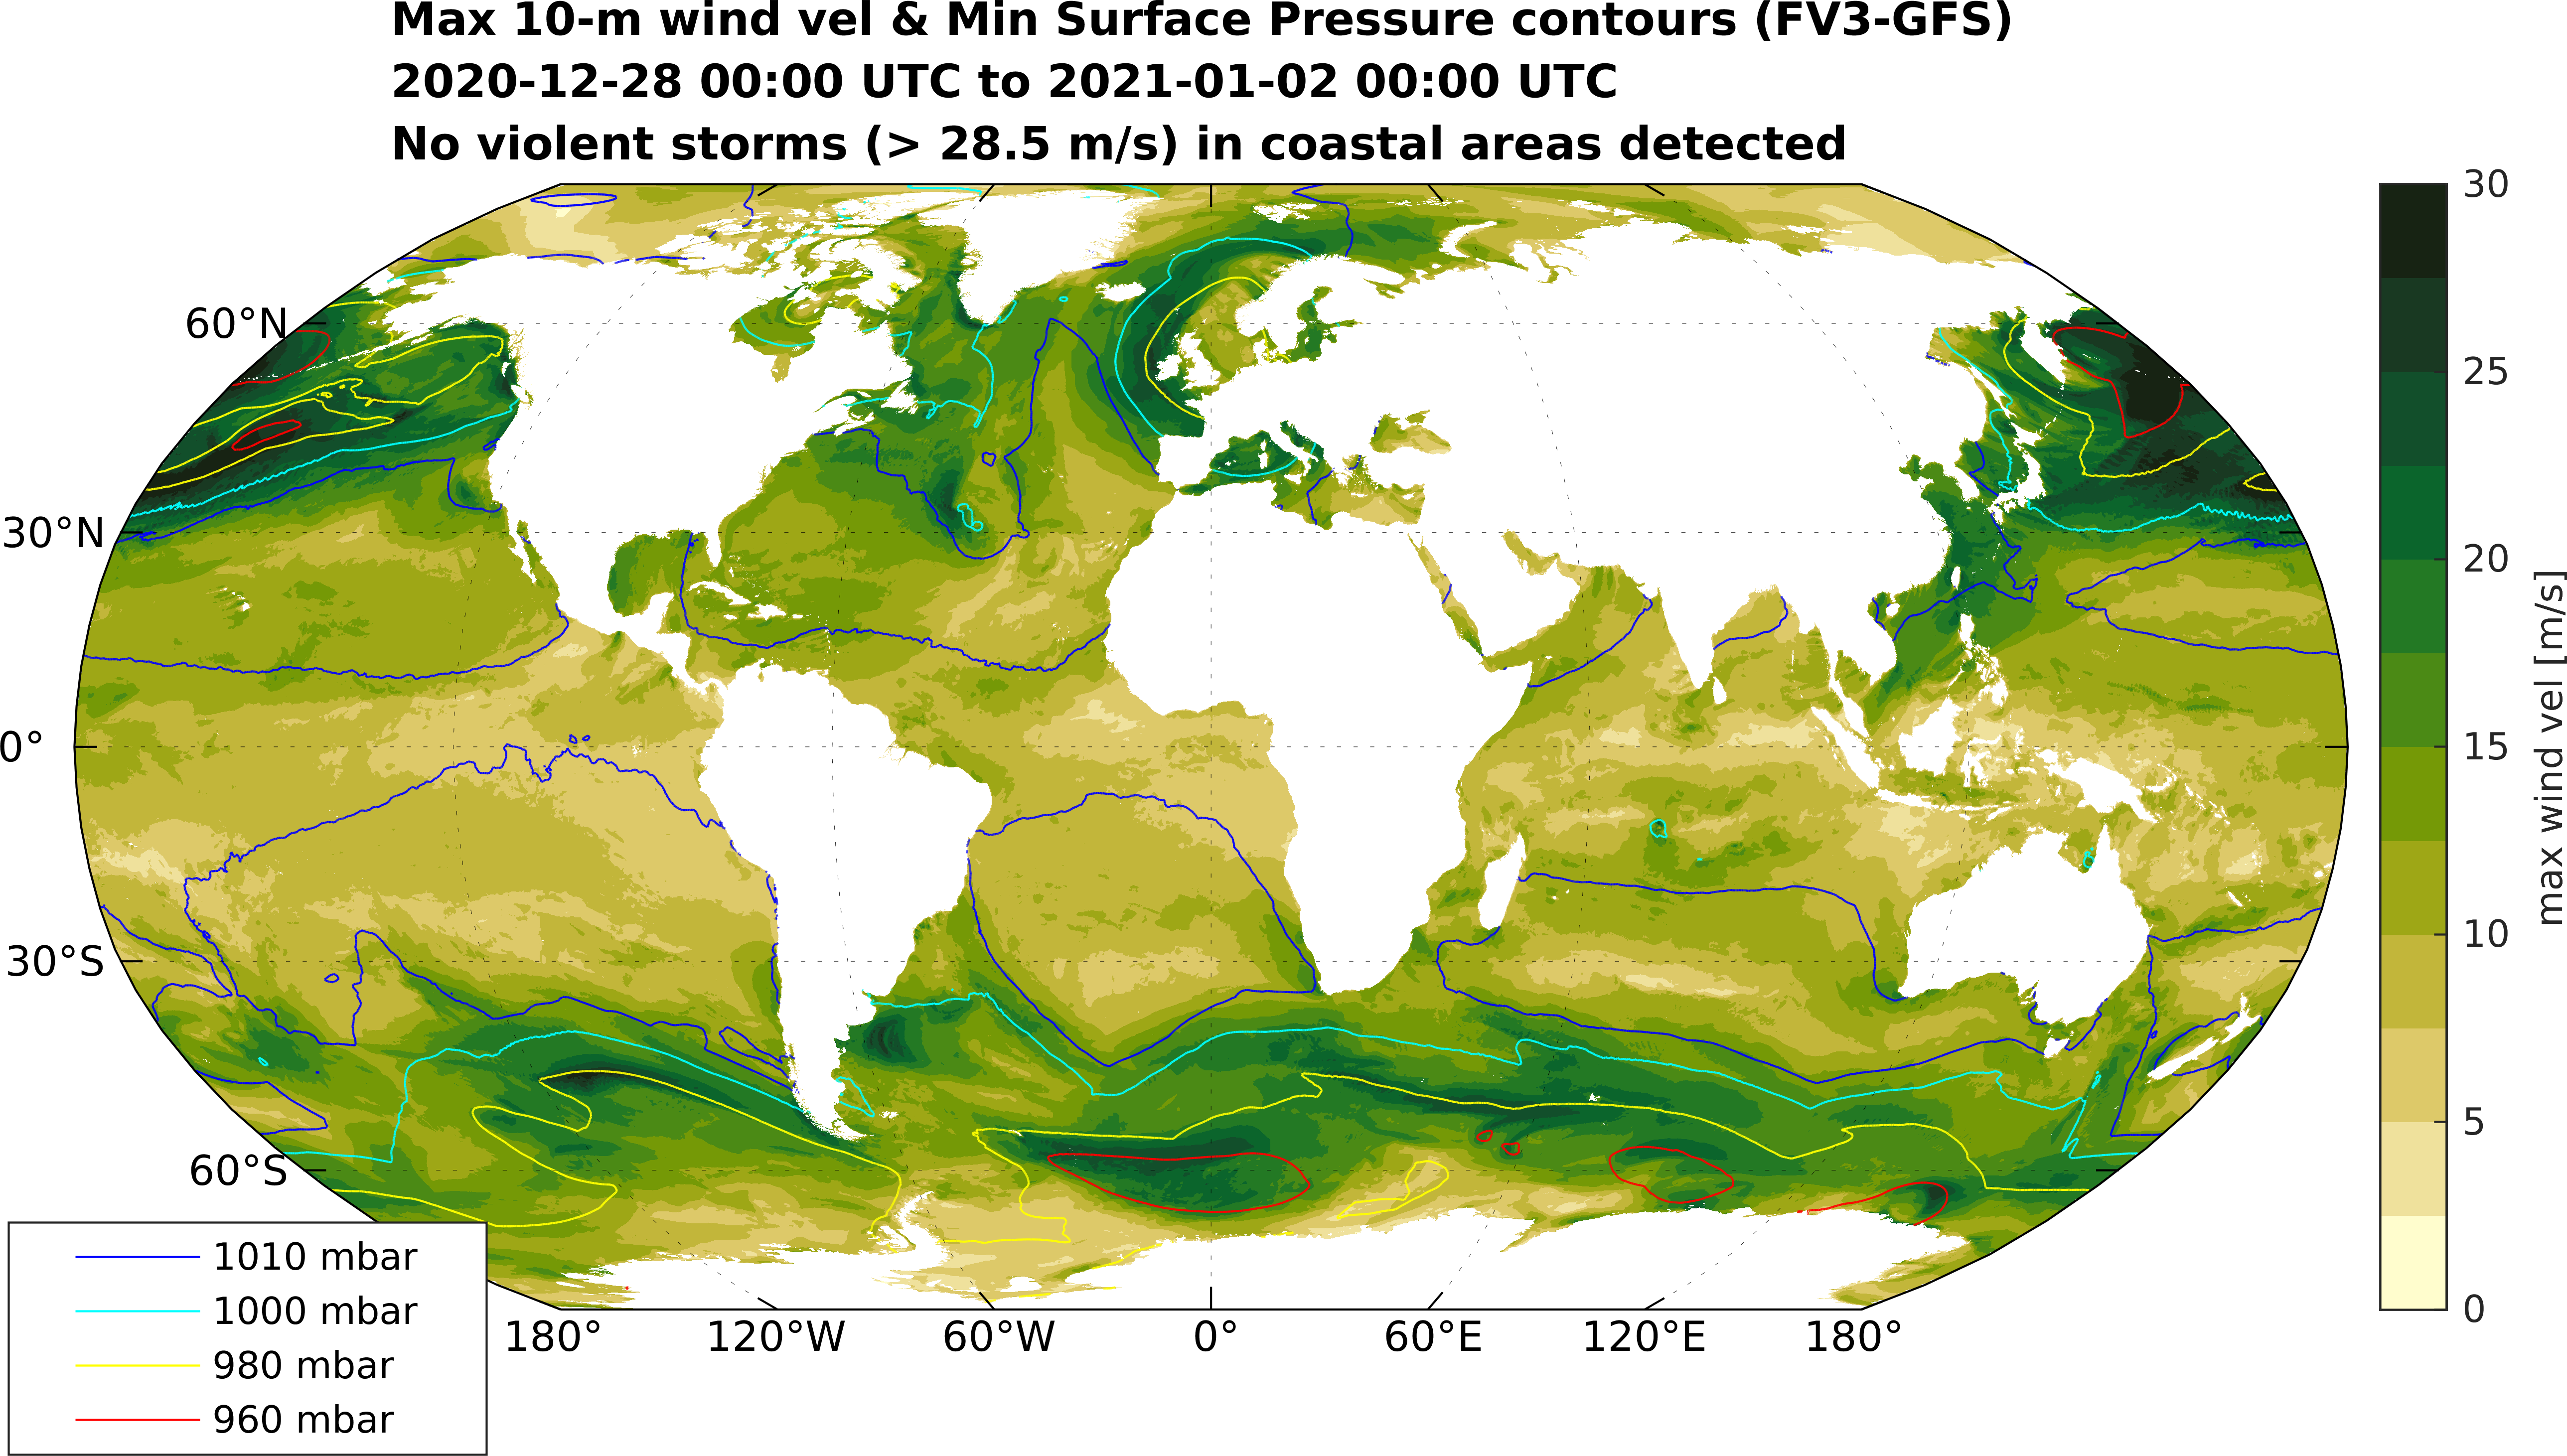 Max 10-m wind vel & Min Surface Pressure contours (FV3-GFS)
2020-12-28 00:00 UTC to 2021-01-02 00:00 UTC
No violent storms (> 28.5 m/s) in coastal areas detected
60°N
30°N
0°
30°S
60°S
180°
120°W
60°W
0°
60°E
120°E
180°
1010 mbar
1000 mbar
980 mbar
960 mbar
30
25
20
15
10
5
0
max wind vel [m/s]